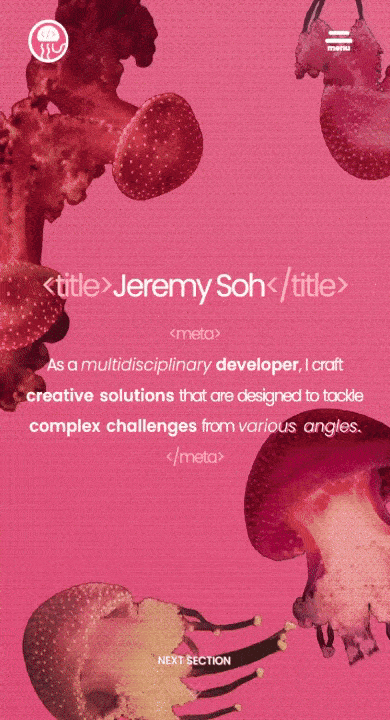 menu
<title>Jeremy Soh</title>
<meta>
As a multidisciplinary developer, I craft
creative solutions that are designed to tackle
complex challenges from various angles.
</meta>
NEXT SECTION